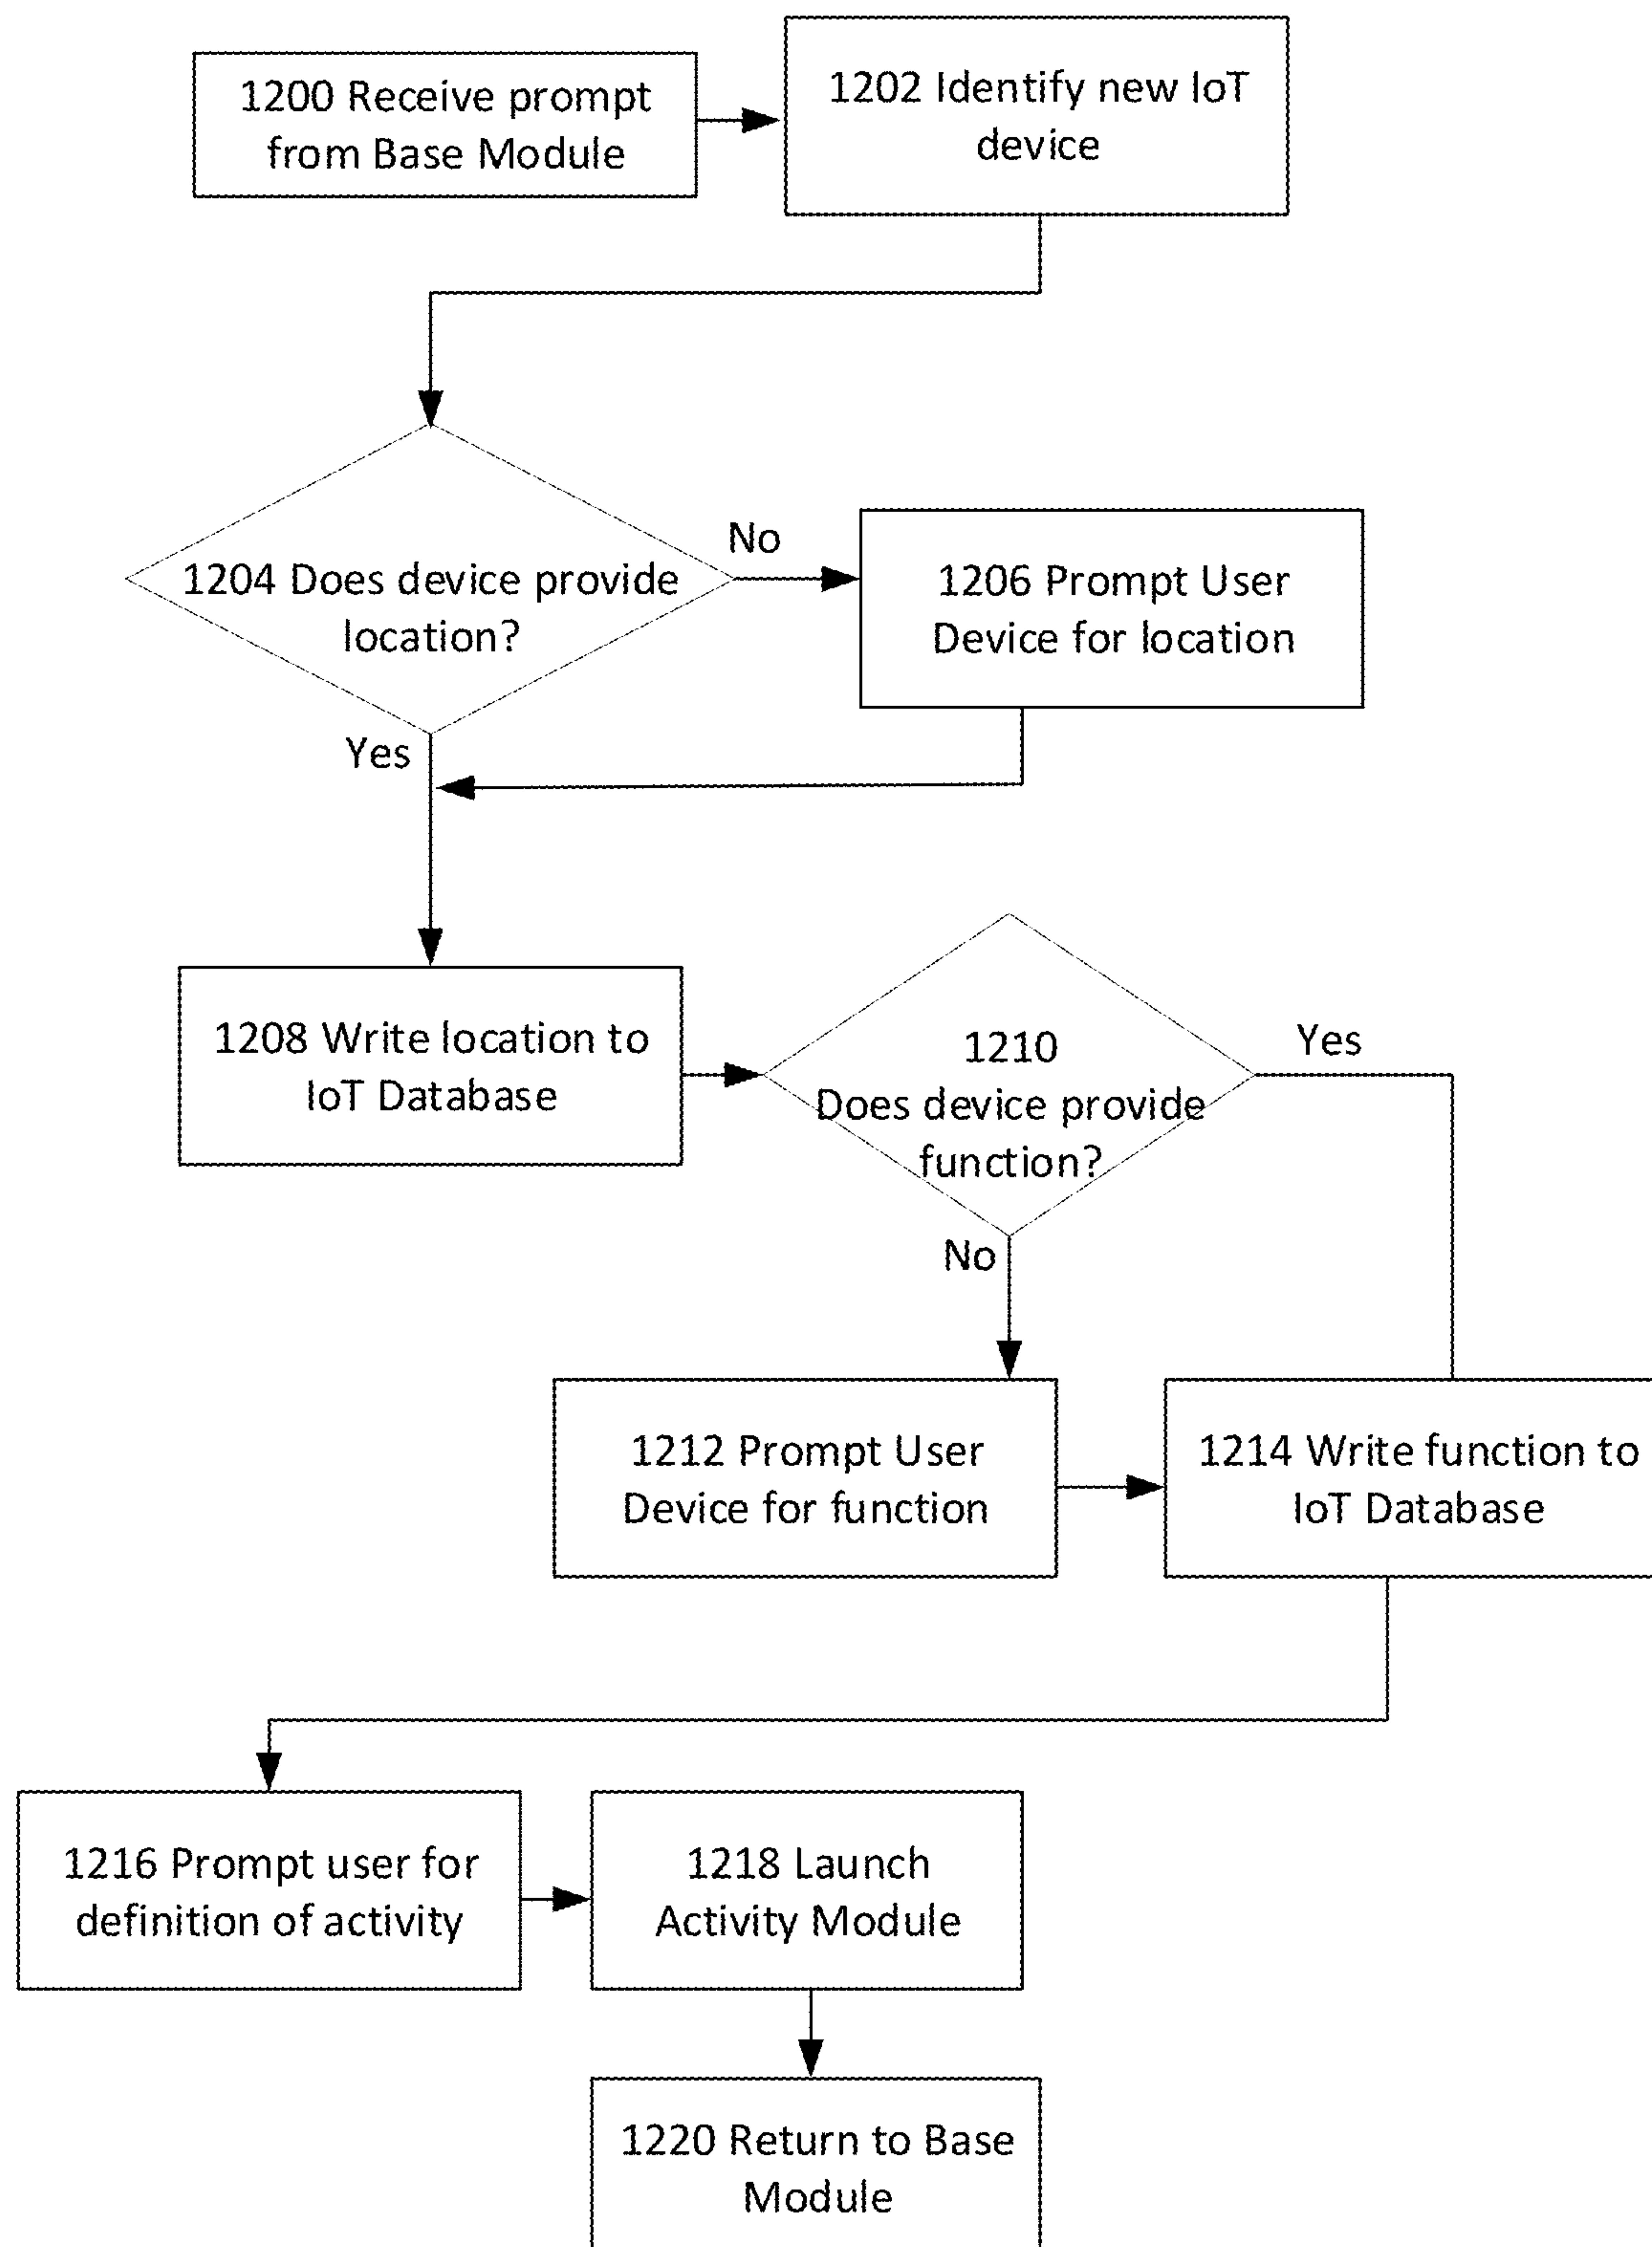 1200 Receive prompt
from Base Module
1202 Identify new IoT
device
1204 Does device provide
location?
No
1206 Prompt User
Device for location
Yes
1208 Write location to
IoT Database
1210
Does device provide
function?
Yes
No
1212 Prompt User
Device for function
1214 Write function to
IoT Database
1216 Prompt user for
definition of activity
1218 Launch
Activity Module
1220 Return to Base
Module